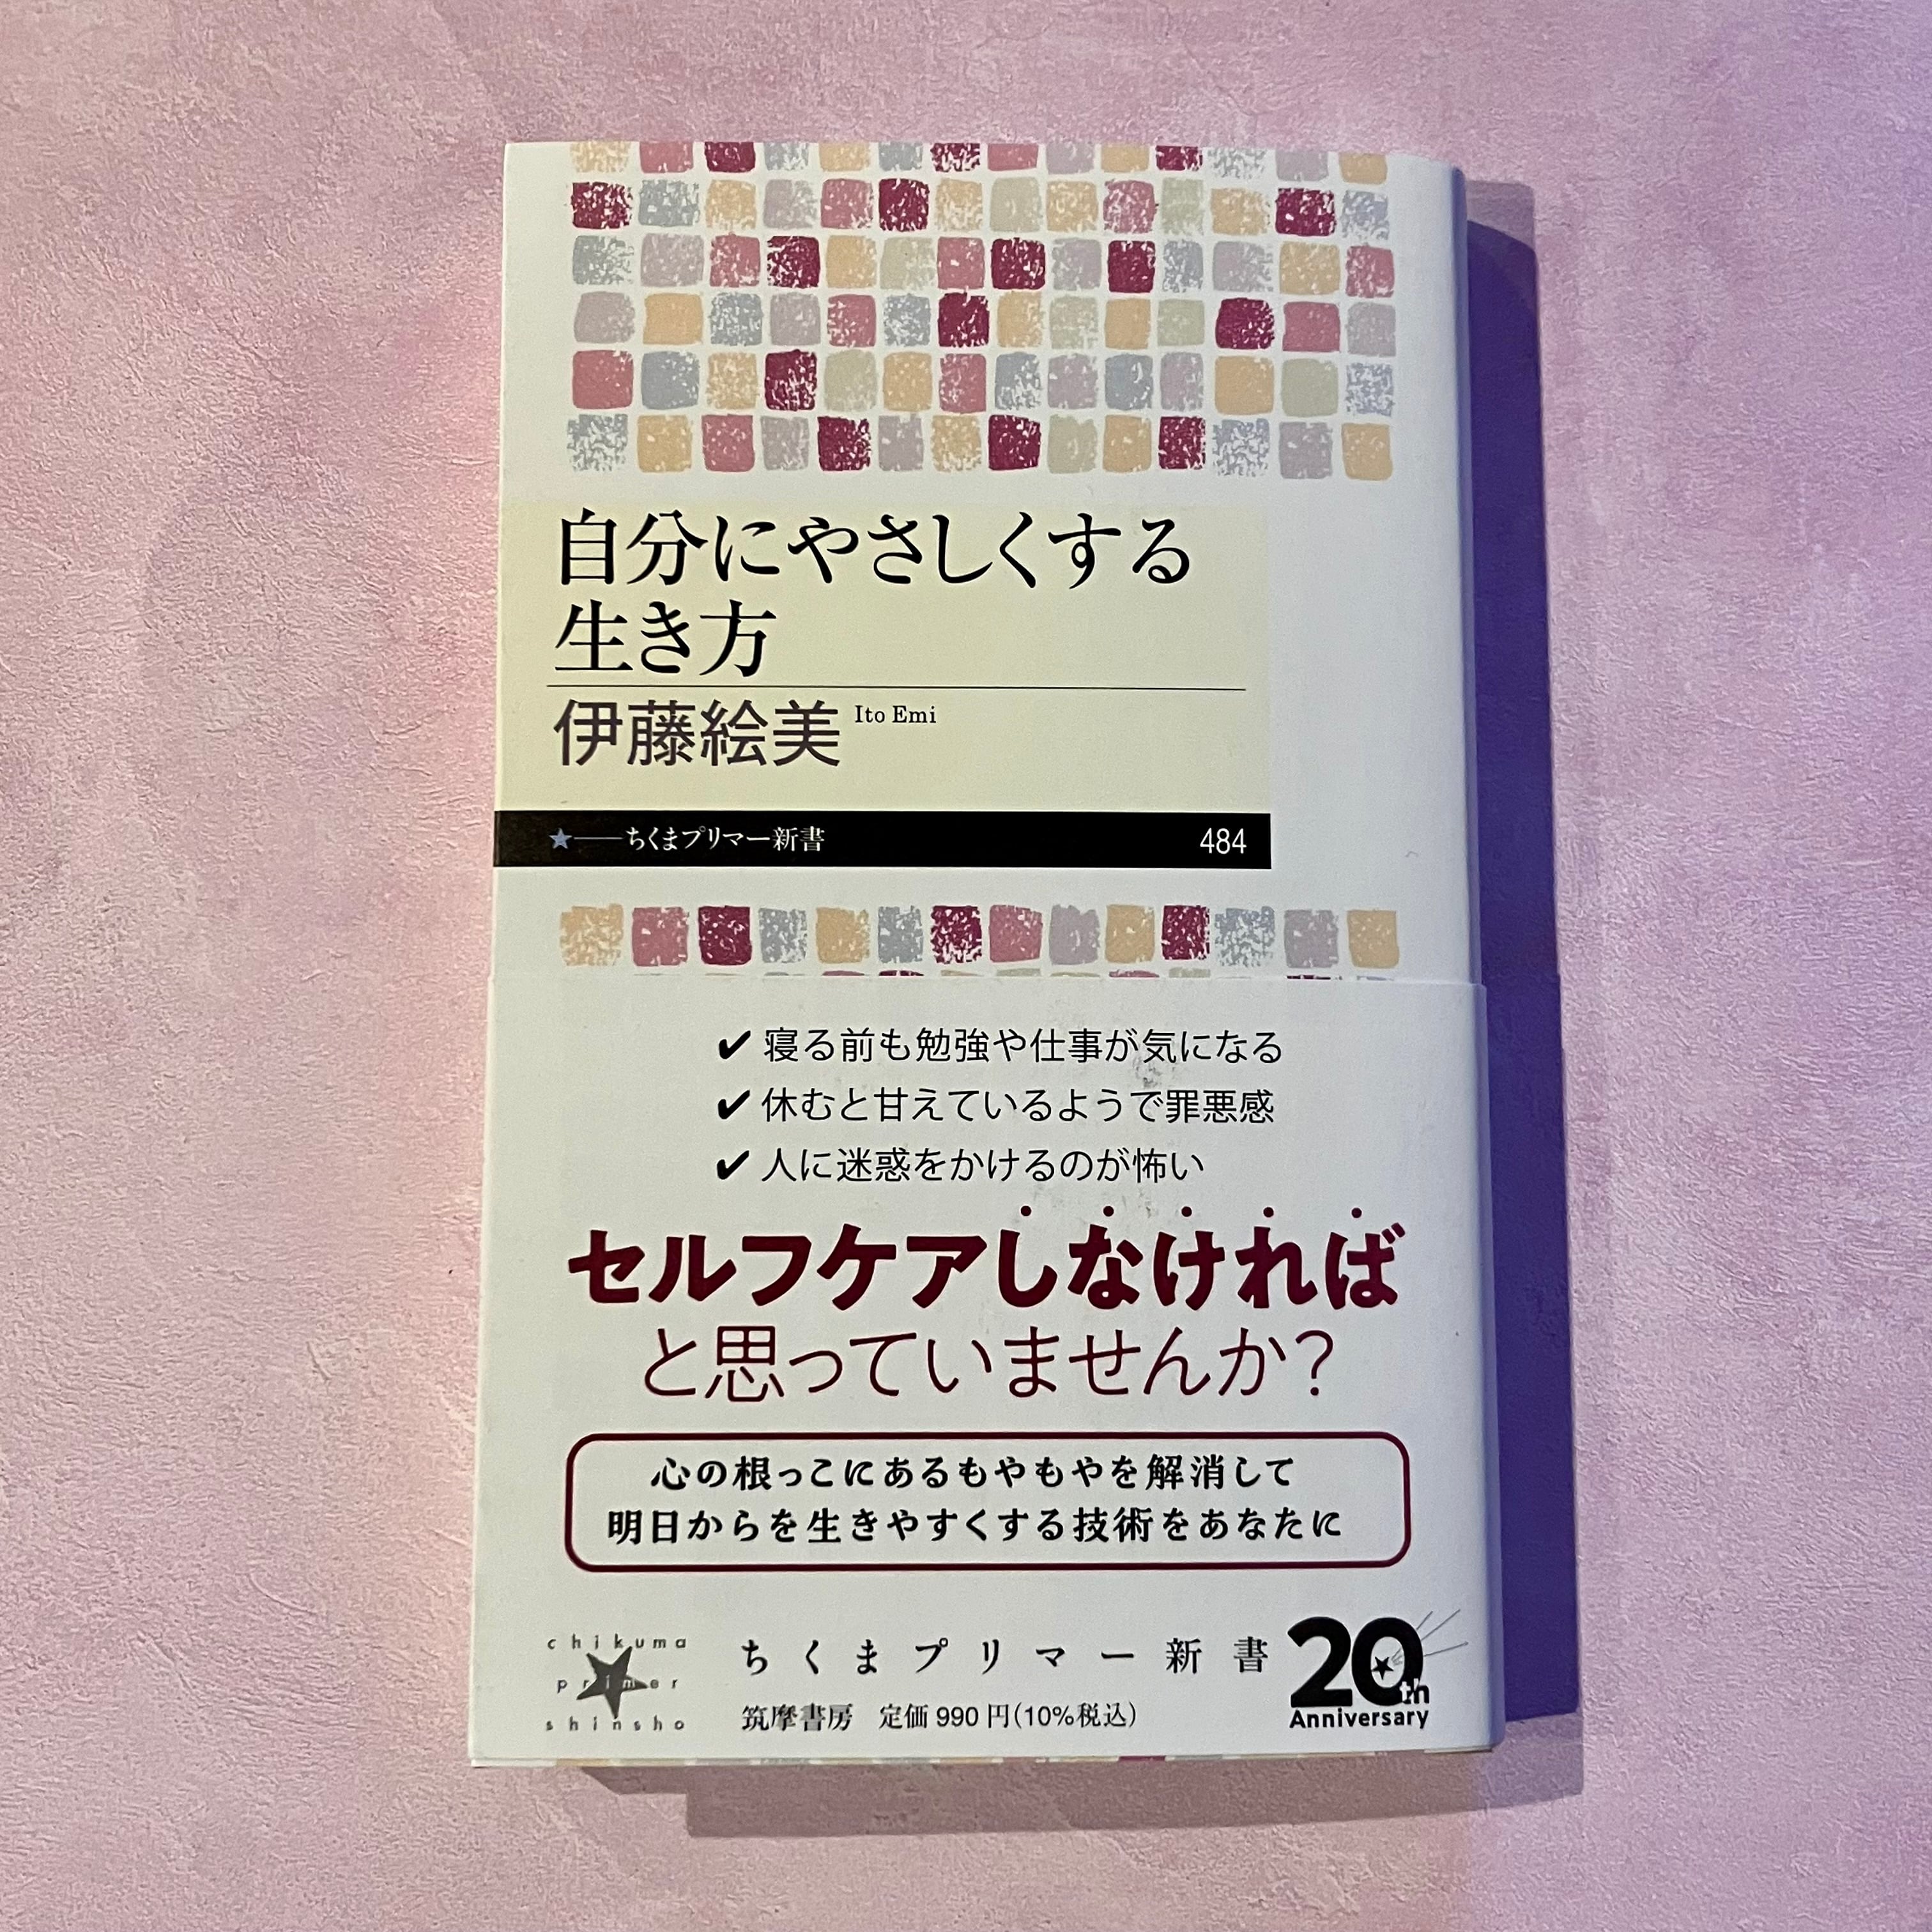 自分にやさしくする
生き方
伊藤絵美 Ito Emi
★――ちくまプリマー新書 484
✔ 寝る前も勉強や仕事が気になる
✔ 休むと甘えているようで罪悪感
✔ 人に迷惑をかけるのが怖い
セルフケアしなければ
と思っていませんか?
心の根っこにあるもやもやを解消して
明日からを生きやすくする技術をあなたに
chikuma
primer
shinsho
ちくまプリマー新書
筑摩書房 定価990円(10%税込)
20th
Anniversary